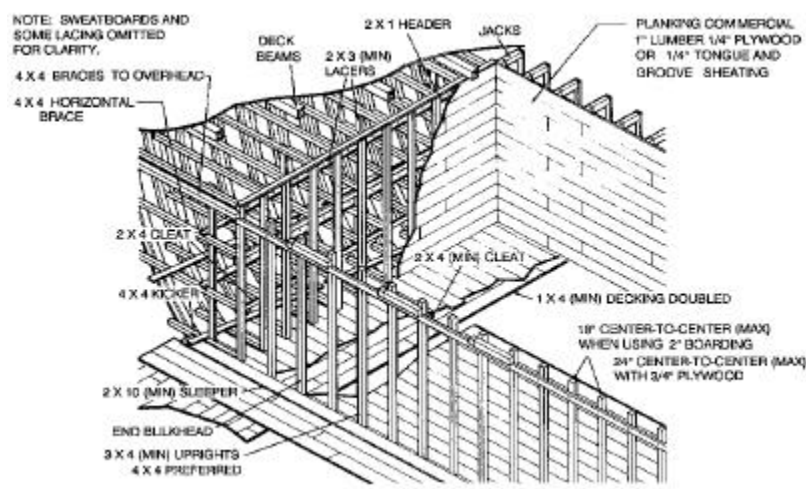 NOTE: SWEATBOARDS AND
SOME LACING OMITTED
FOR CLARITY.
4 X 4 BRACIES TO OVERHEAD
4 X 4 HORIZONTAL
BRACE
DECK
BEAMS
2 X 3 (MIN)
LACERS
2 X 1 HEADER
JACKS
PLANKING COMMERCIAL
1" LUMBER 1/4" PLYWOOD
OR 1/4" TONGUE AND
GROOVE SHEATING
2 X 4 CLEAT
4 X 4 KICKER
2 X 4 (MIN) CLEAT
1 X 4 (MIN) DECKING DOUBLED
18" CENTER-TO-CENTER (MAX)
WHEN USING 2" BOARDING
24" CENTER-TO-CENTER (MAX)
WITH 3/4" PLYWOOD
2 X 10 (MIN) SLEEPER
END BULKHEAD
3 X 4 (MIN) UPRIGHTS
4 X 4 PREFERRED